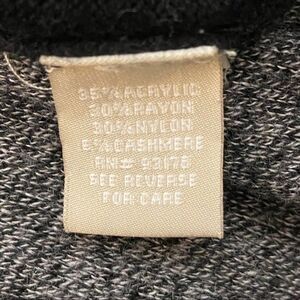 35% ACRYLIC
30% RAYON
30% NYLON
5% CASHMERE
RN# 93178
SEE REVERSE
FOR CARE